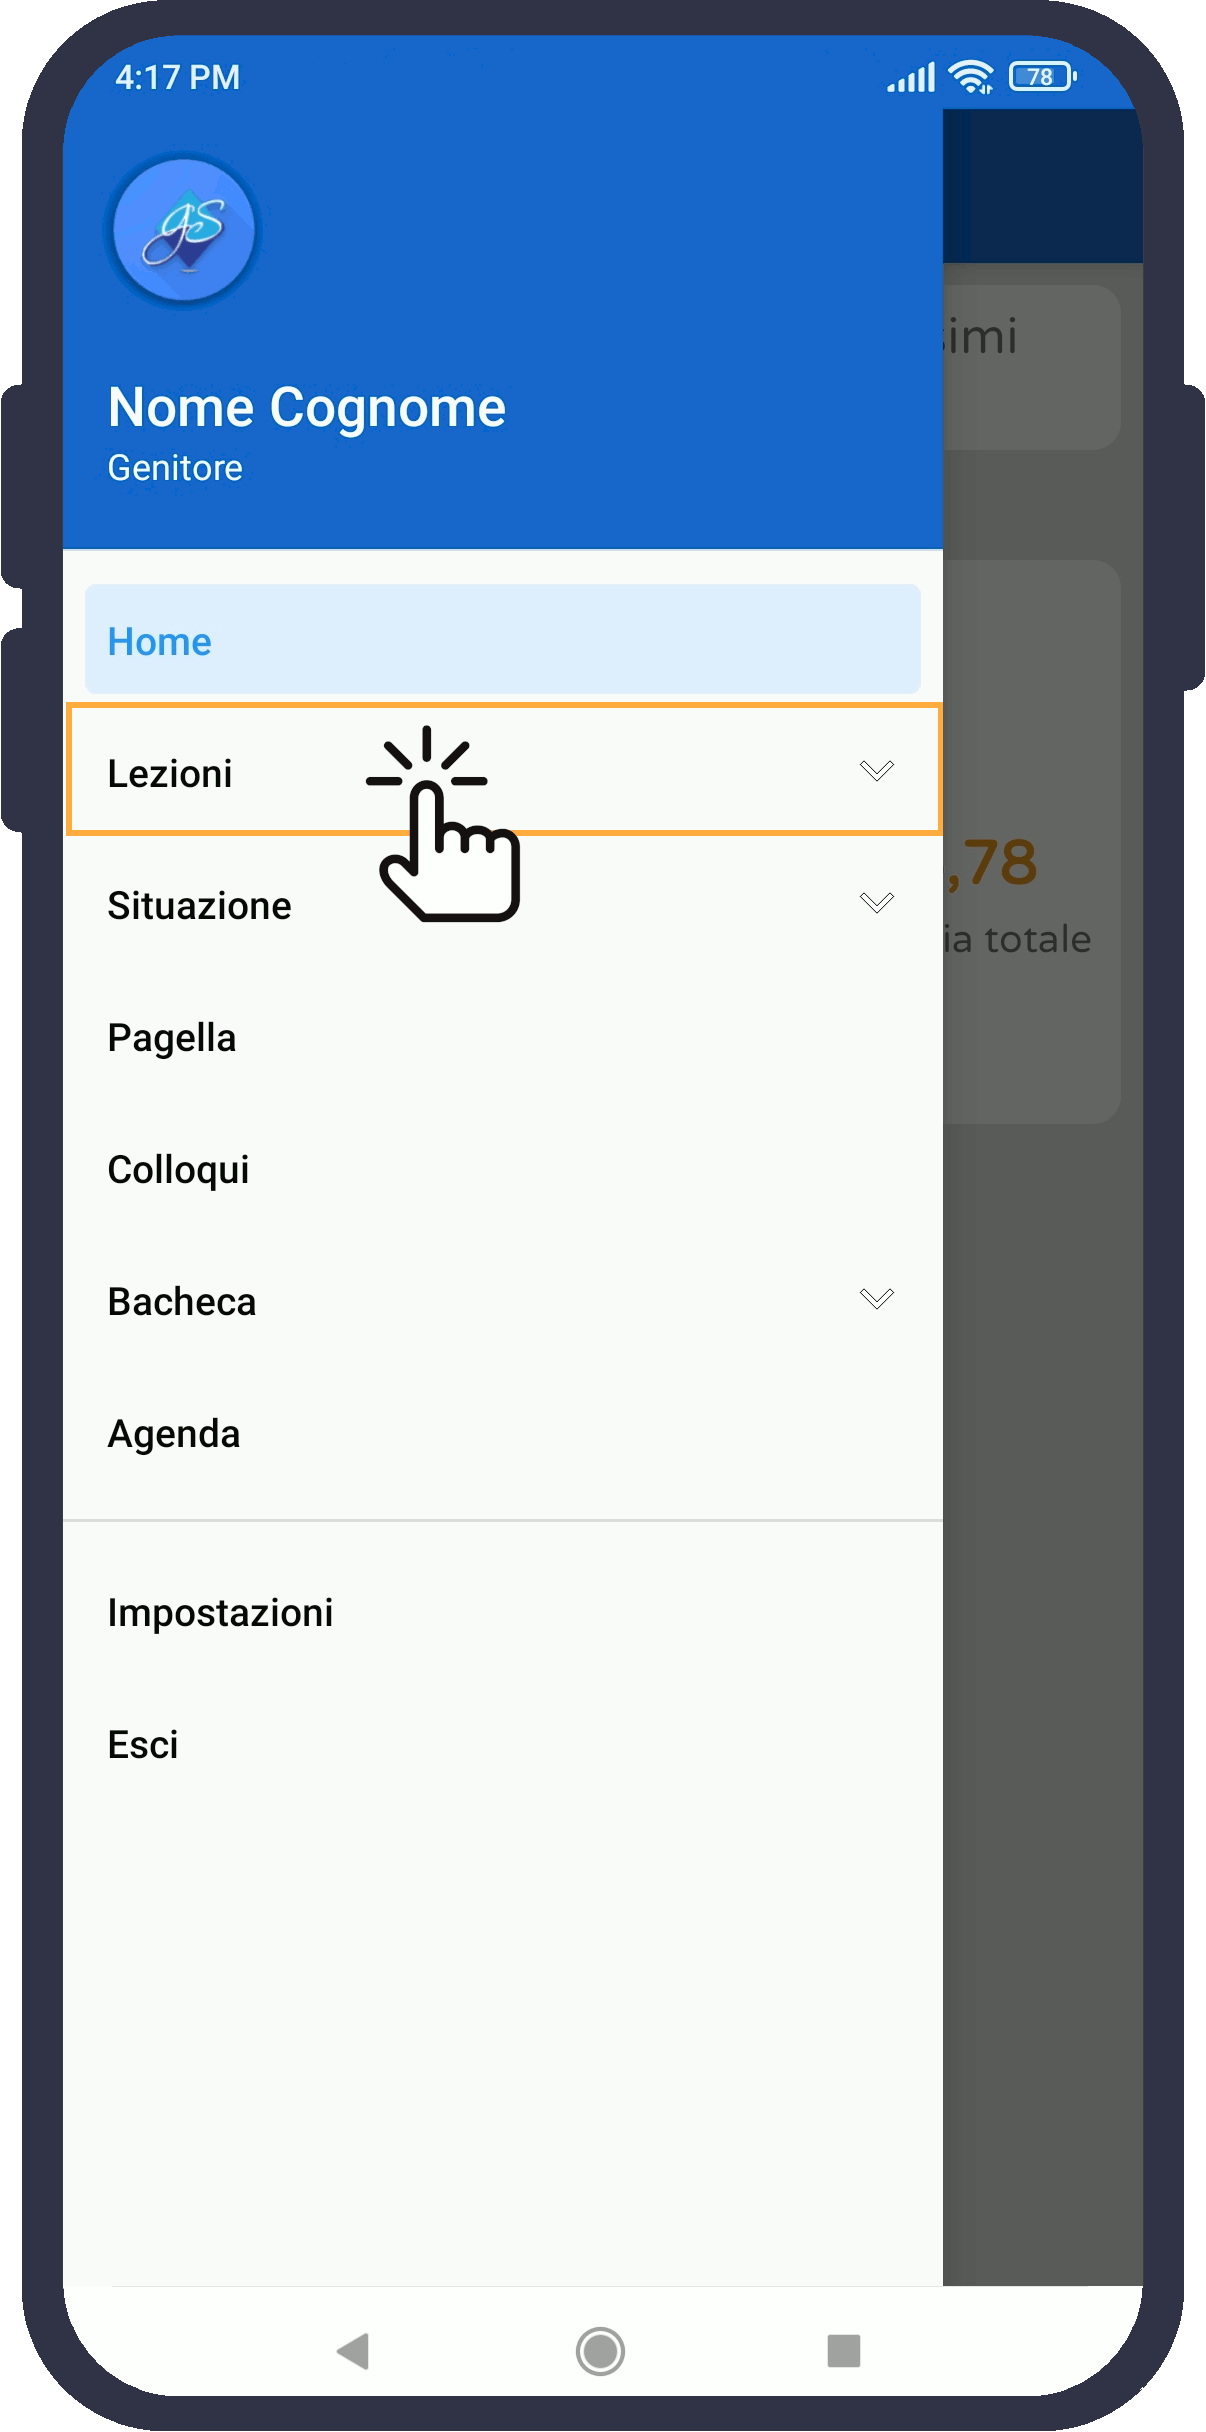 4:17 PM
78
gS
Nome Cognome
Genitore
imi
Home
Lezioni
Situazione
,78
ia totale
Pagella
Colloqui
Bacheca
Agenda
Impostazioni
Esci